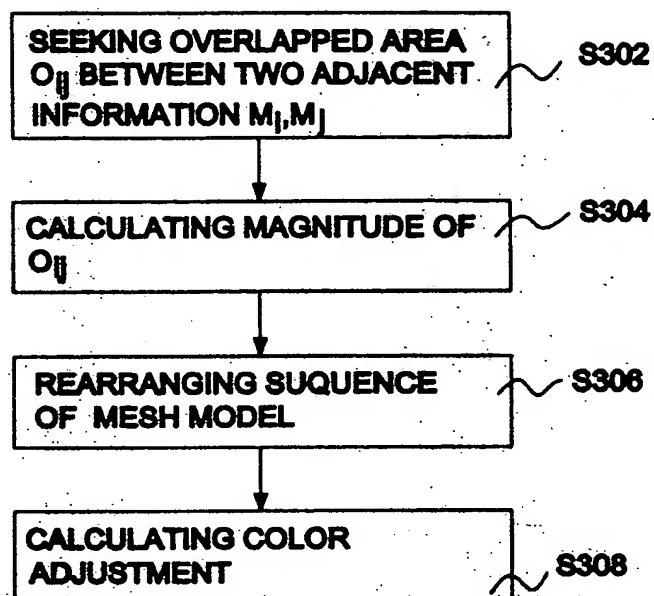 SEEKING OVERLAPPED AREA
Oij BETWEEN TWO ADJACENT
INFORMATION Mi,Mj
S302
CALCULATING MAGNITUDE OF
Oij
S304
REARRANGING SUQUENCE
OF MESH MODEL
S306
CALCULATING COLOR
ADJUSTMENT
S308